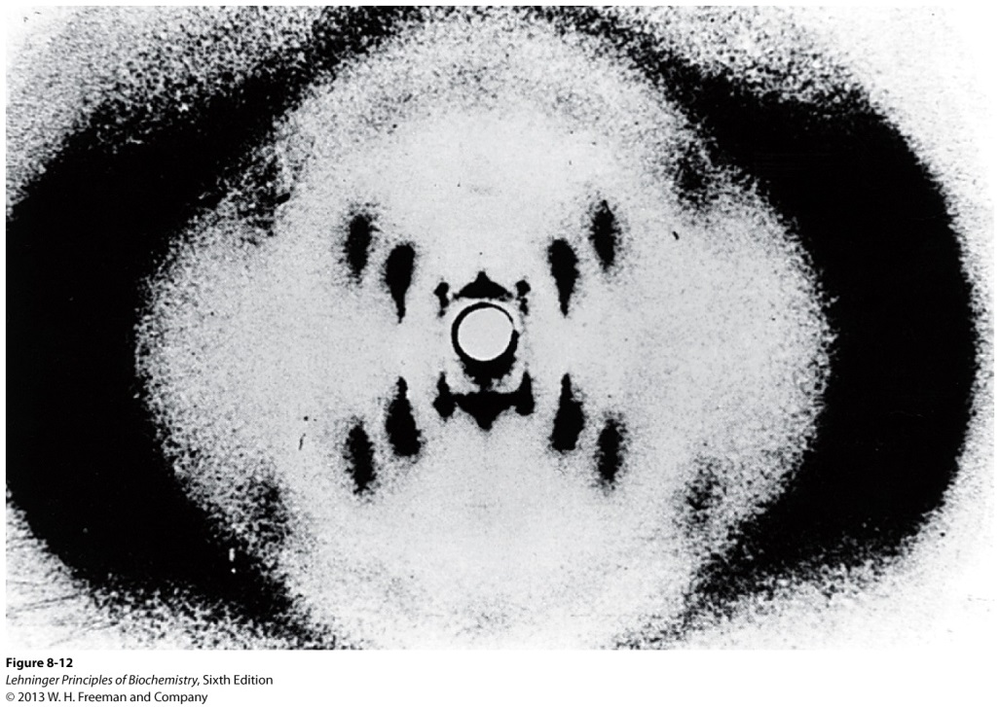 Figure 8-12
Lehninger Principles of Biochemistry, Sixth Edition
© 2013 W. H. Freeman and Company